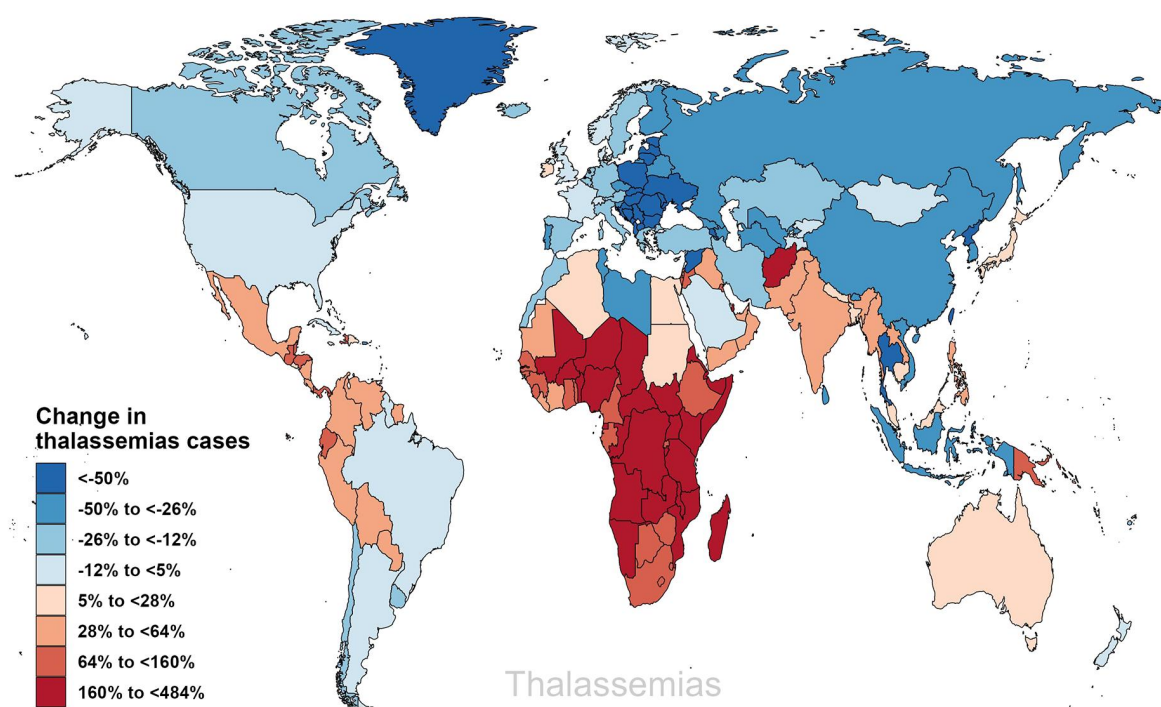 Change in
thalassemias cases
<-50%
-50% to <-26%
-26% to <-12%
-12% to <5%
5% to <28%
28% to <64%
64% to <160%
160% to <484%
Thalassemias